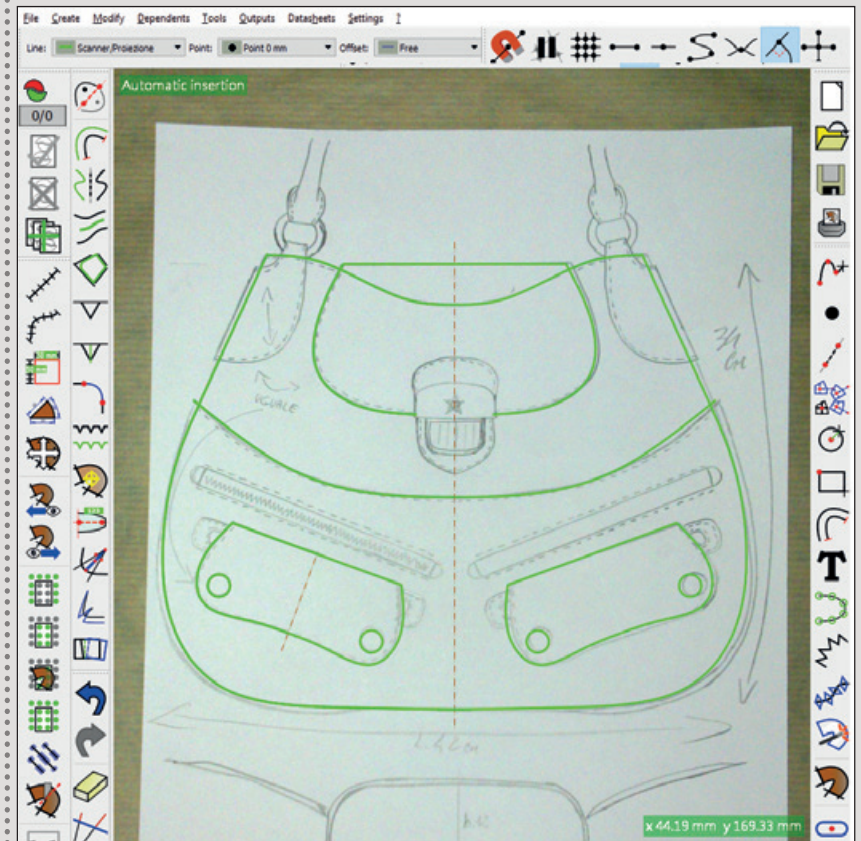 File Create Modify Dependents Tools Outputs Datasheets Settings ?
Line: Scanner,Proiezione Point: Point 0 mm Offset: Free
Automatic insertion
0/0
UGUALE
T
x 44.19 mm y 169.33 mm